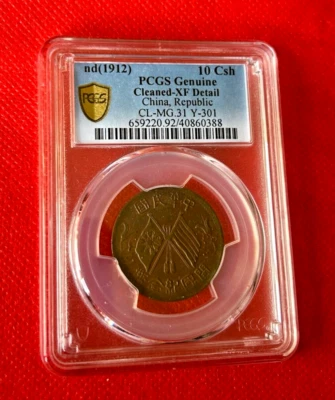 nd(1912) 10 Csh
PCGS Genuine
Cleaned-XF Detail
China, Republic
CL-MG.31 Y-301
659220.92/40860388
PCGS
國民華中